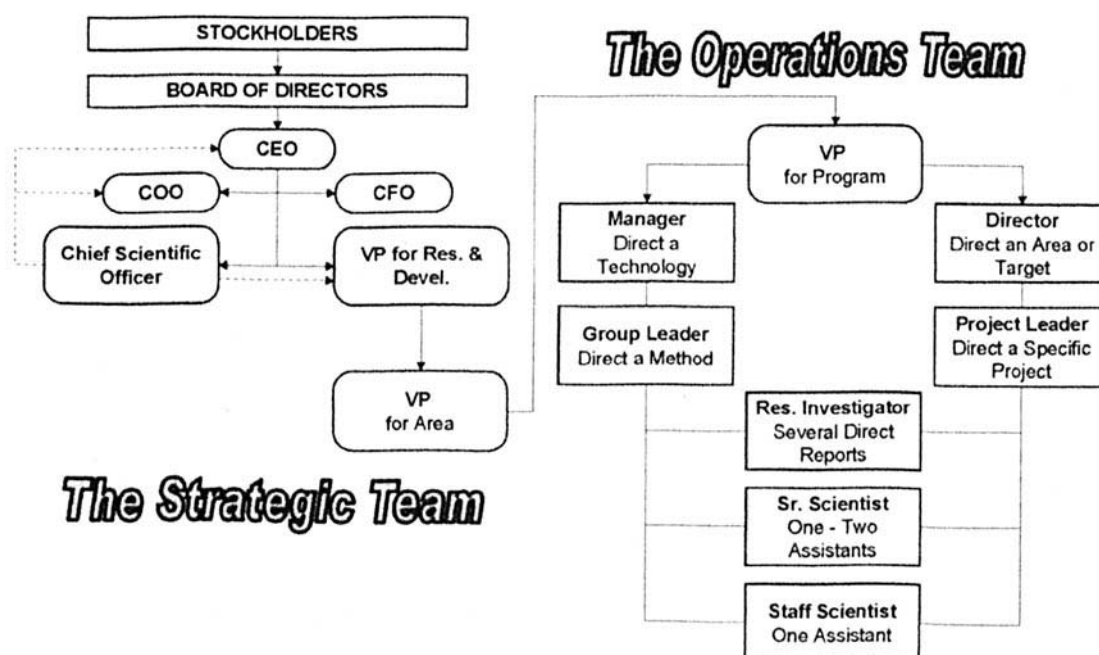 STOCKHOLDERS
BOARD OF DIRECTORS
CEO
COO
CFO
Chief Scientific
Officer
VP for Res. &
Devel.
VP
for Area
The Strategic Team
The Operations Team
VP
for Program
Manager
Direct a
Technology
Director
Direct an Area or
Target
Group Leader
Direct a Method
Project Leader
Direct a Specific
Project
Res. Investigator
Several Direct
Reports
Sr. Scientist
One - Two
Assistants
Staff Scientist
One Assistant